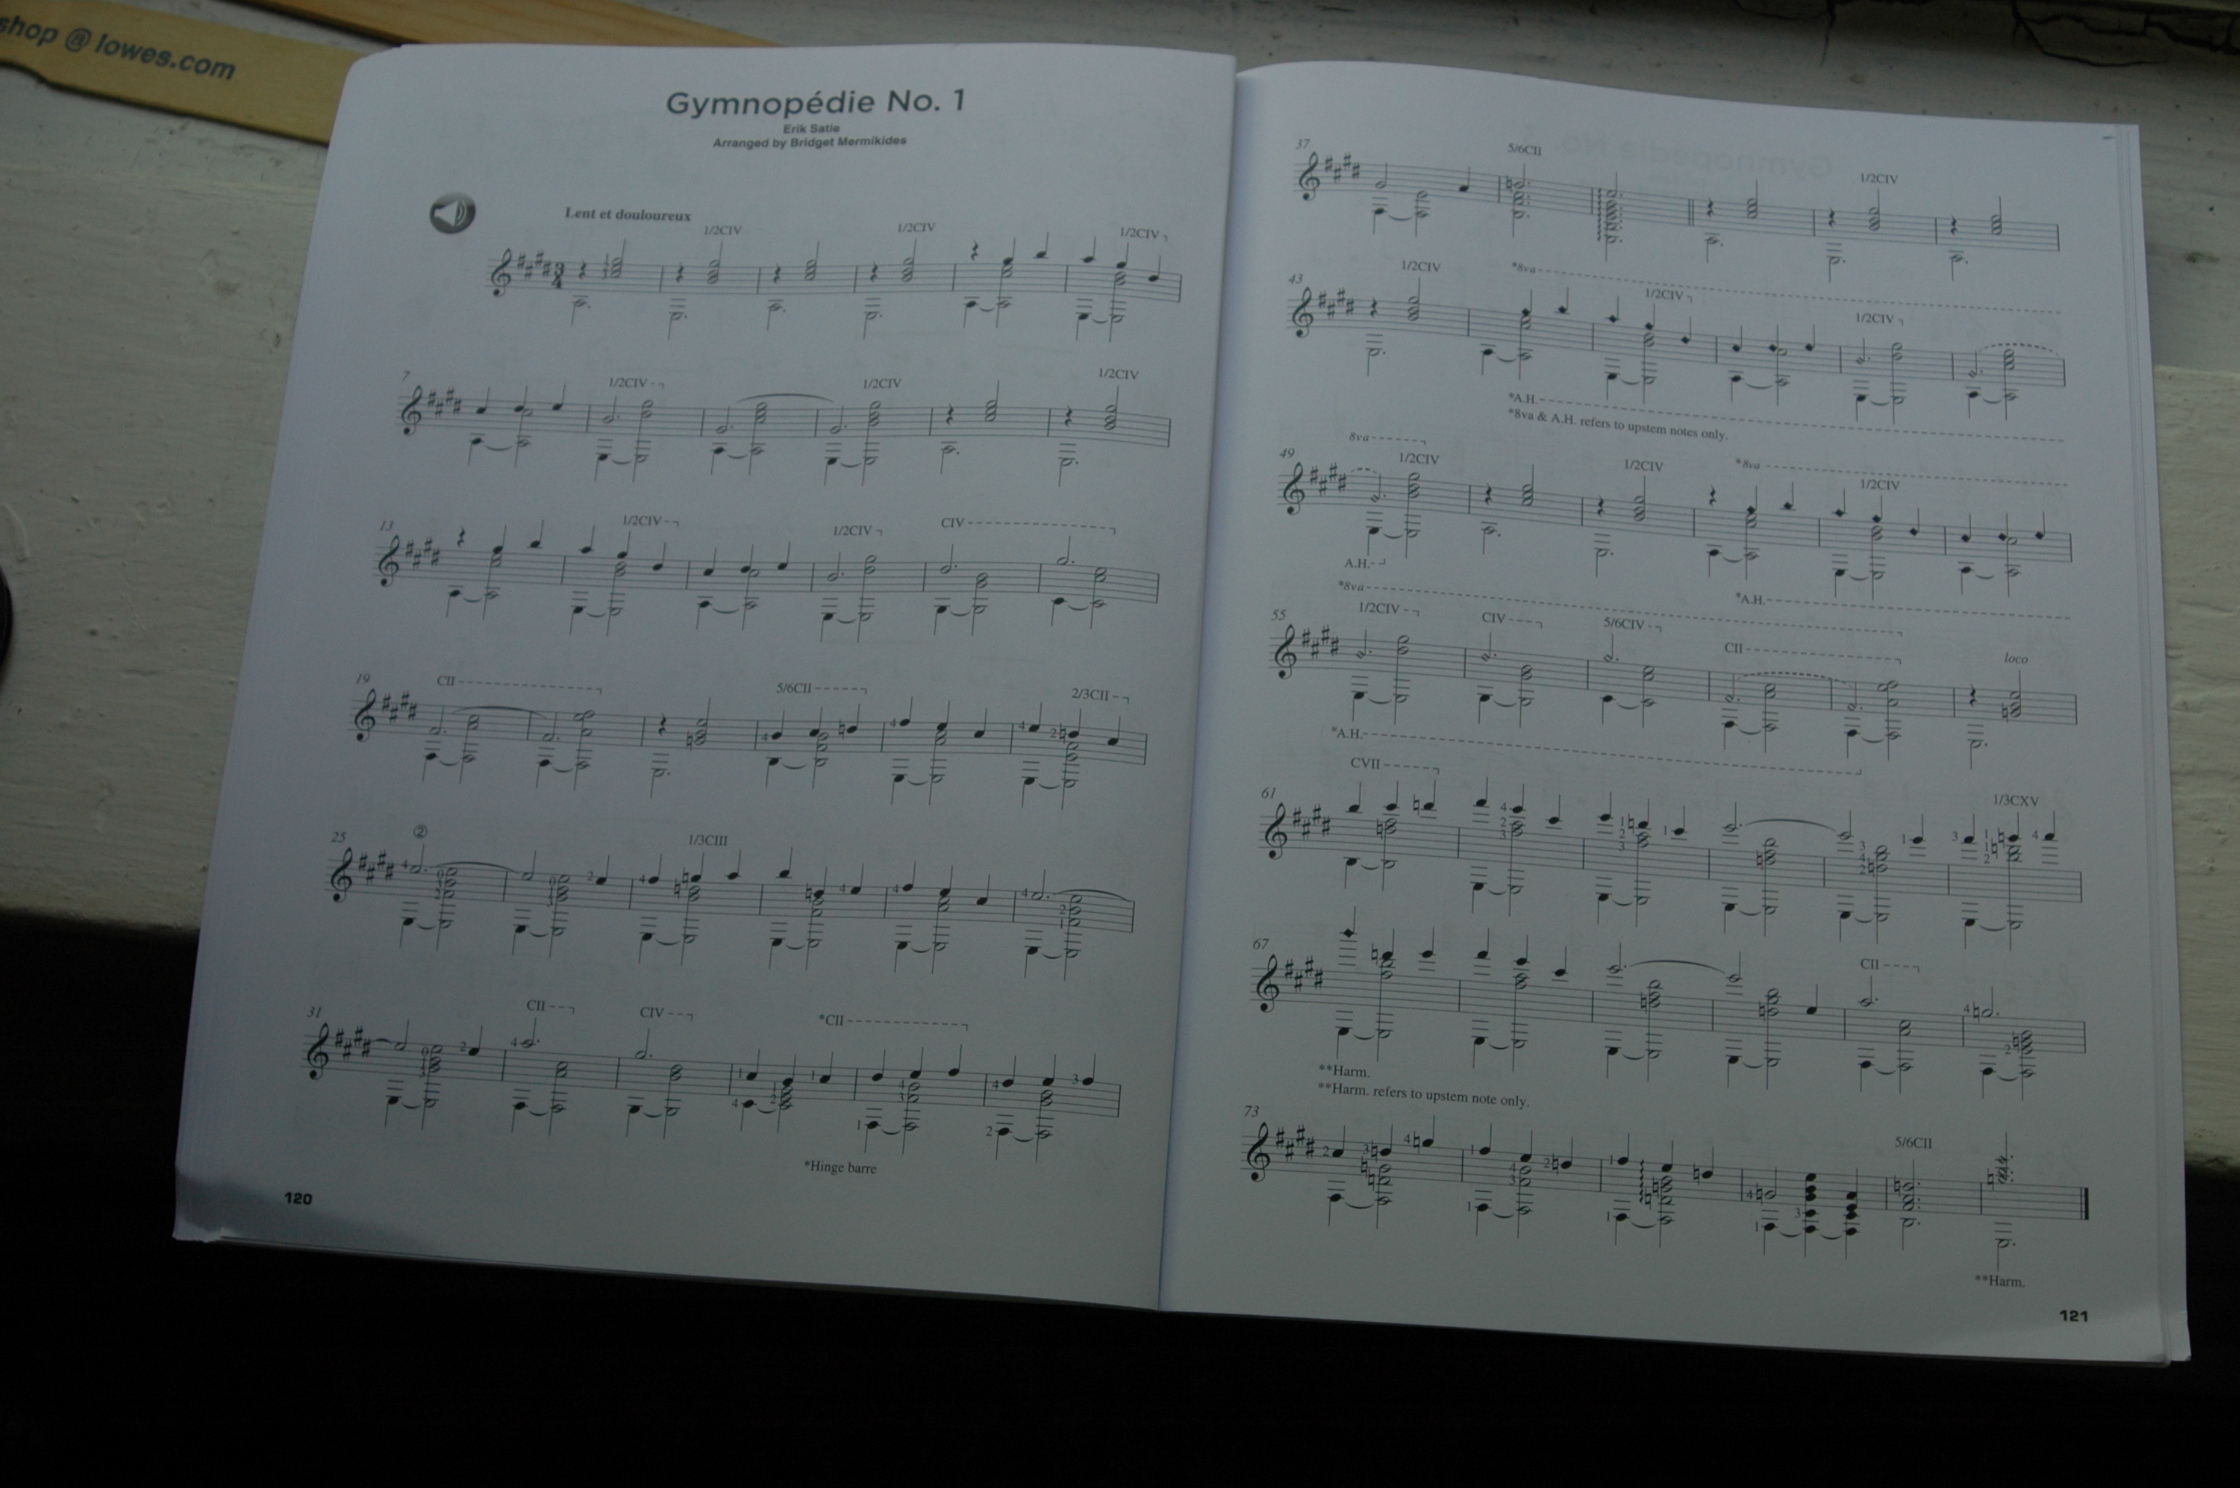 Gymnopédie No. 1
Erik Satie
Arranged by Bridget Mermikides
Lent et douloureux
1/2CIV 1/2CIV 1/2CIV
7
1/2CIV 1/2CIV 1/2CIV
13
1/2CIV 1/2CIV CIV
19
CII 5/6CII 2/3CII
25
② 1/3CIII
31
CII CIV *CII
*Hinge barre
120
37
5/6CII 1/2CIV
43
1/2CIV *8va 1/2CIV 1/2CIV
*A.H.
*8va & A.H. refers to upstem notes only.
49
8va 1/2CIV 1/2CIV *8va 1/2CIV
A.H. *A.H.
55
*8va 1/2CIV CIV 5/6CIV CII loco
*A.H.
61
CVII 1/3CXV
67
CII
**Harm.
**Harm. refers to upstem note only.
73
5/6CII
**Harm.
121
shop @ lowes.com